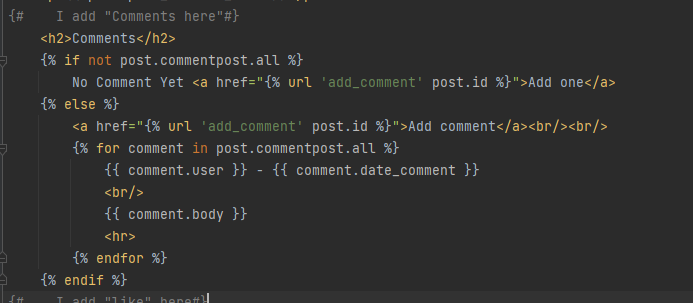 {#    I add "Comments here"#}
<h2>Comments</h2>
{% if not post.commentpost.all %}
No Comment Yet <a href="{% url 'add_comment' post.id %}">Add one</a>
{% else %}
<a href="{% url 'add_comment' post.id %}">Add comment</a><br/><br/>
{% for comment in post.commentpost.all %}
{{ comment.user }} - {{ comment.date_comment }}
<br/>
{{ comment.body }}
<hr>
{% endfor %}
{% endif %}
{#    I add "like" here#}